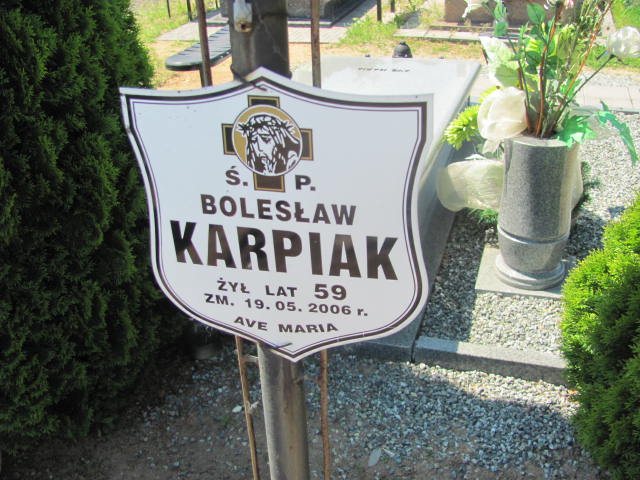 Ś. P.
BOLESŁAW
KARPIAK
ŻYŁ LAT 59
ZM. 19.05.2006 r.
AVE MARIA